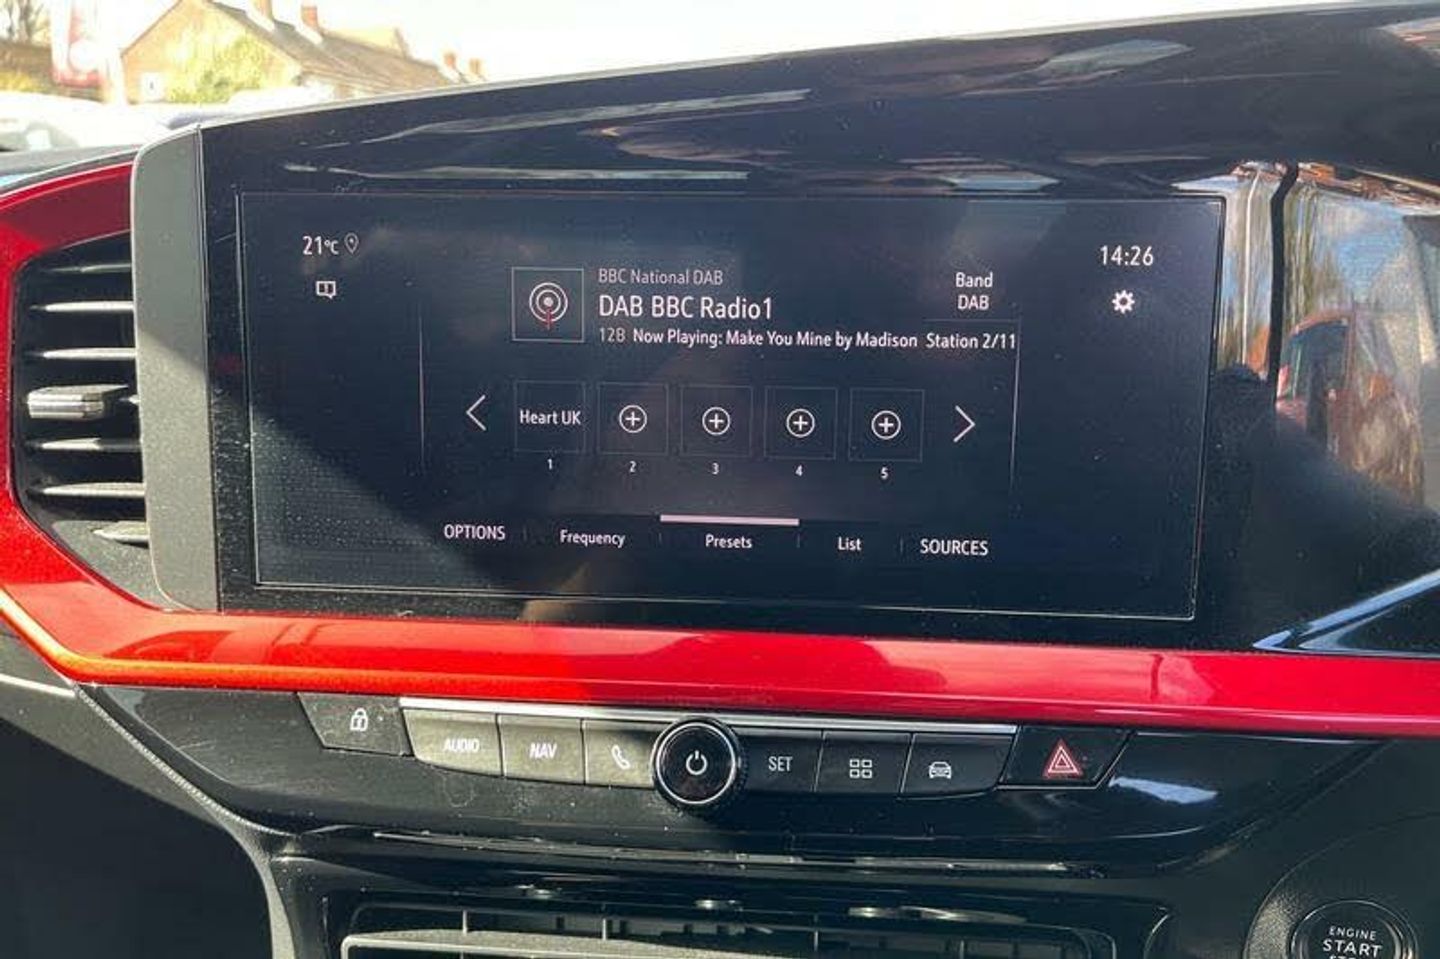 21°C
14:26
BBC National DAB
DAB BBC Radio1
12B Now Playing: Make You Mine by Madison Station 2/11
Band
DAB
Heart UK
1 2 3 4 5
OPTIONS Frequency Presets List SOURCES
AUDIO NAV SET
ENGINE
START
STOP